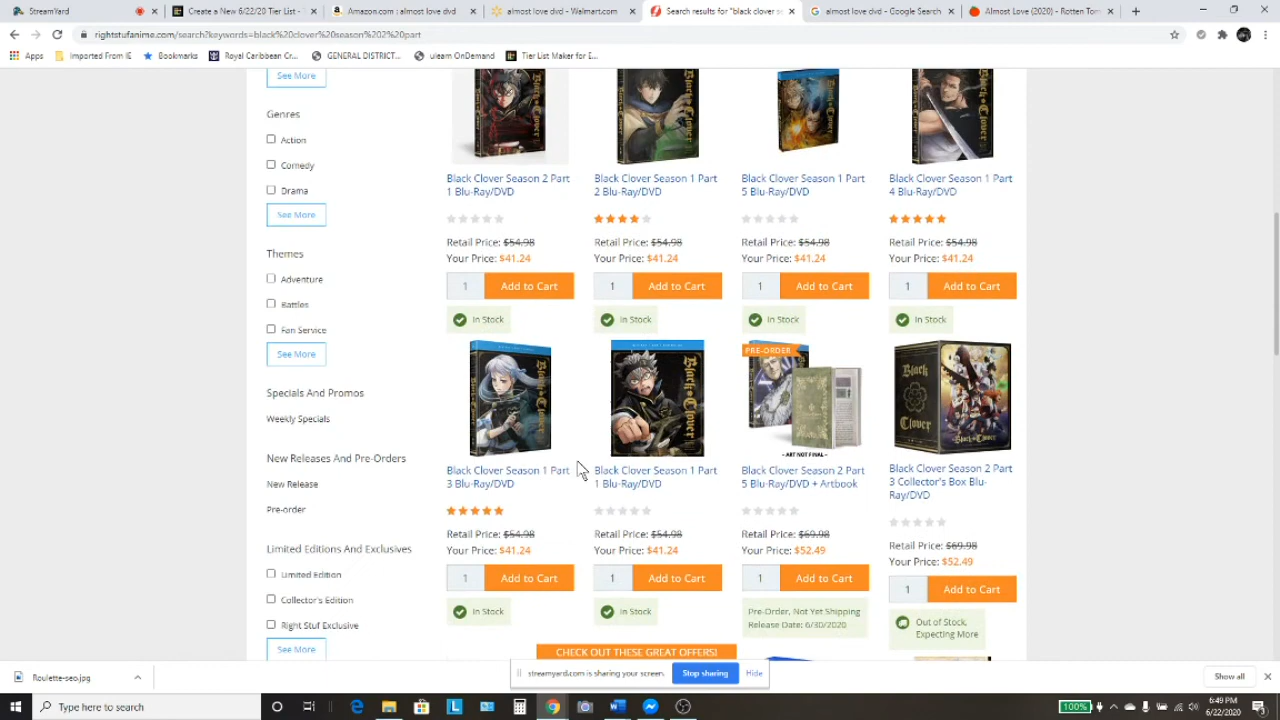 StreamYard
Create a New 6/22/20 Tier List -
Amazon.com : almost love dvd
almost love dvd - Walmart.com
Search results for "black clover s
almost love dvd - Google Search
Almost Love (2020) - Rotten Tom
rightstufanime.com/search?keywords=black%20clover%20season%202%20part
Apps
Imported From IE
Bookmarks
Royal Caribbean Cr...
GENERAL DISTRICT...
ulearn OnDemand
Tier List Maker for E...
See More
Genres
Action
Comedy
Drama
See More
Themes
Adventure
Battles
Fan Service
See More
Specials And Promos
Weekly Specials
New Releases And Pre-Orders
New Release
Pre-order
Limited Editions And Exclusives
Limited Edition
Collector's Edition
Right Stuf Exclusive
See More
Black Clover Season 2 Part
1 Blu-Ray/DVD
Retail Price: $54.98
Your Price: $41.24
1
Add to Cart
In Stock
Black Clover Season 1 Part
2 Blu-Ray/DVD
Retail Price: $54.98
Your Price: $41.24
1
Add to Cart
In Stock
Black Clover Season 1 Part
5 Blu-Ray/DVD
Retail Price: $54.98
Your Price: $41.24
1
Add to Cart
In Stock
Black Clover Season 1 Part
4 Blu-Ray/DVD
Retail Price: $54.98
Your Price: $41.24
1
Add to Cart
In Stock
Black Clover Season 1 Part
3 Blu-Ray/DVD
Retail Price: $54.98
Your Price: $41.24
1
Add to Cart
In Stock
Black Clover
Black Clover Season 1 Part
1 Blu-Ray/DVD
Retail Price: $54.98
Your Price: $41.24
1
Add to Cart
In Stock
PRE-ORDER
~ ART NOT FINAL ~
Black Clover Season 2 Part
5 Blu-Ray/DVD + Artbook
Retail Price: $69.98
Your Price: $52.49
1
Add to Cart
Pre-Order, Not Yet Shipping
Release Date: 6/30/2020
Black
Clover
Black Clover
Black Clover Season 2 Part
3 Collector's Box Blu-
Ray/DVD
Retail Price: $69.98
Your Price: $52.49
1
Add to Cart
Out of Stock,
Expecting More
CHECK OUT THESE GREAT OFFERS!
streamyard.com is sharing your screen.
Stop sharing
Hide
Roulette-seo.jpg
Show all
Type here to search
100%
6:49 PM
6/22/2020